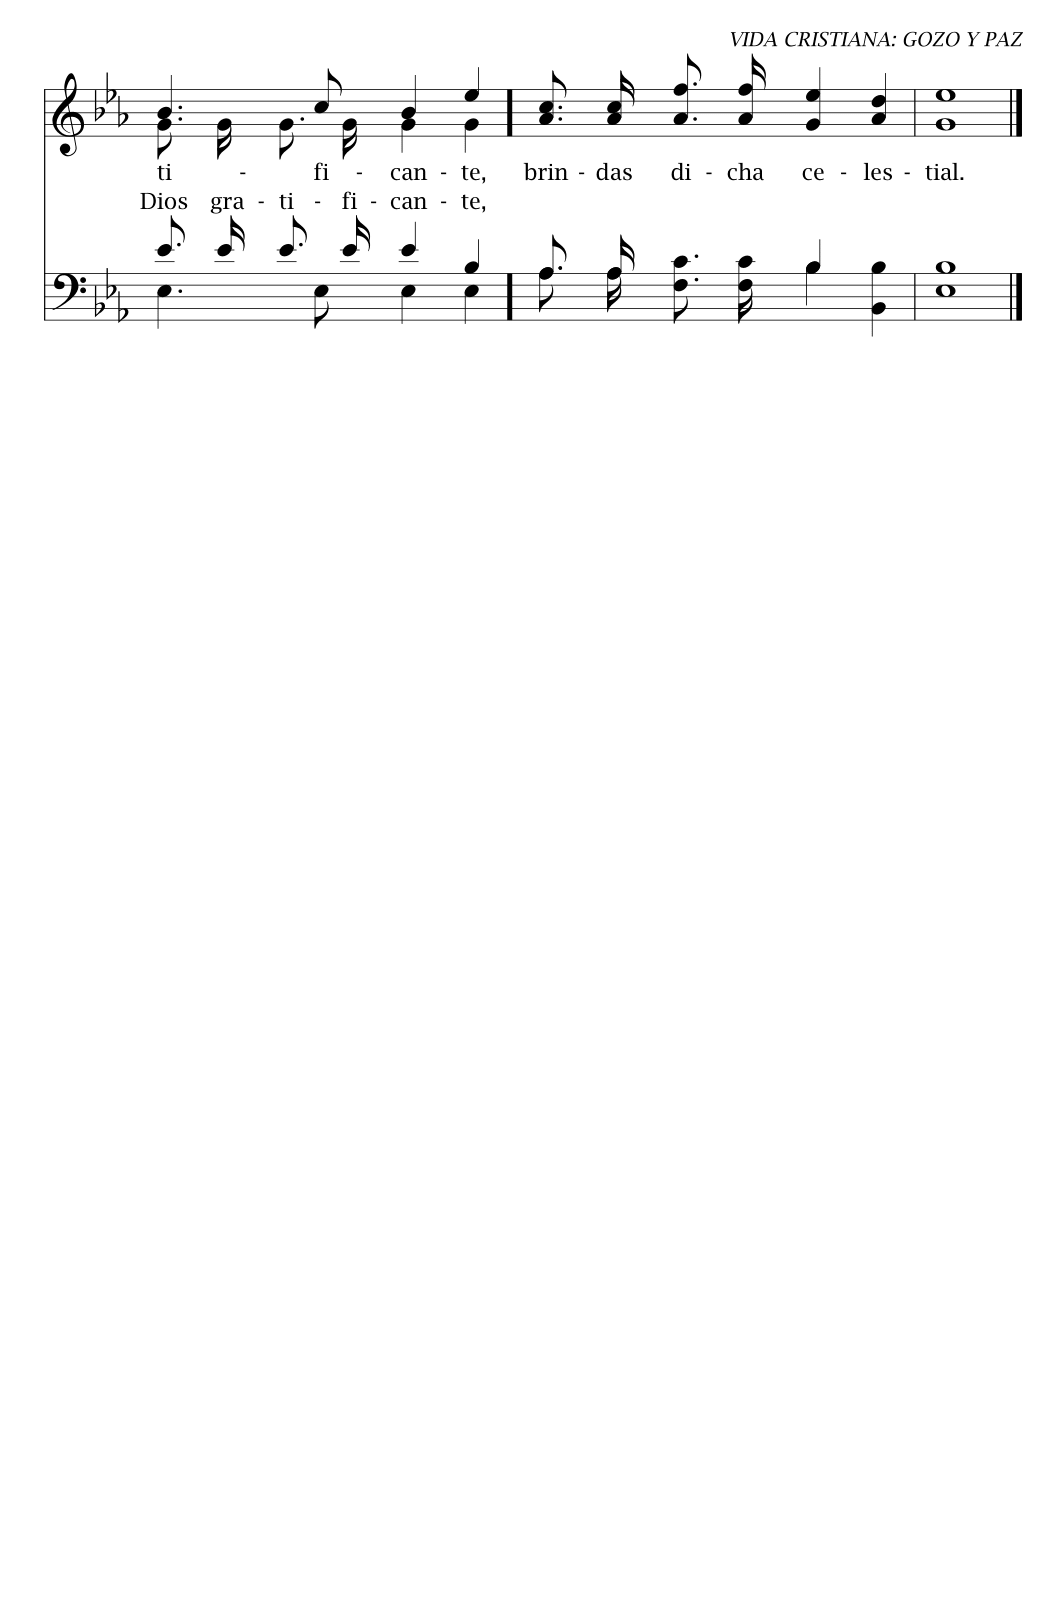 VIDA CRISTIANA: GOZO Y PAZ
ti - fi - can - te, brin - das di - cha ce - les - tial.
Dios gra - ti - fi - can - te,